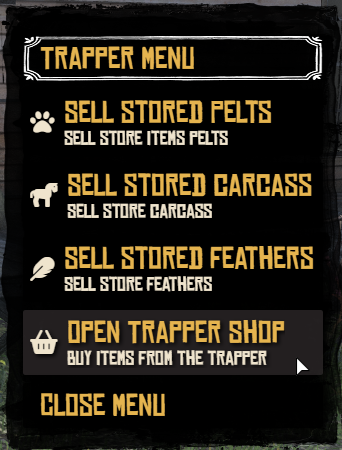 TRAPPER MENU
SELL STORED PELTS
SELL STORE ITEMS PELTS
SELL STORED CARCASS
SELL STORE CARCASS
SELL STORED FEATHERS
SELL STORE FEATHERS
OPEN TRAPPER SHOP
BUY ITEMS FROM THE TRAPPER
CLOSE MENU